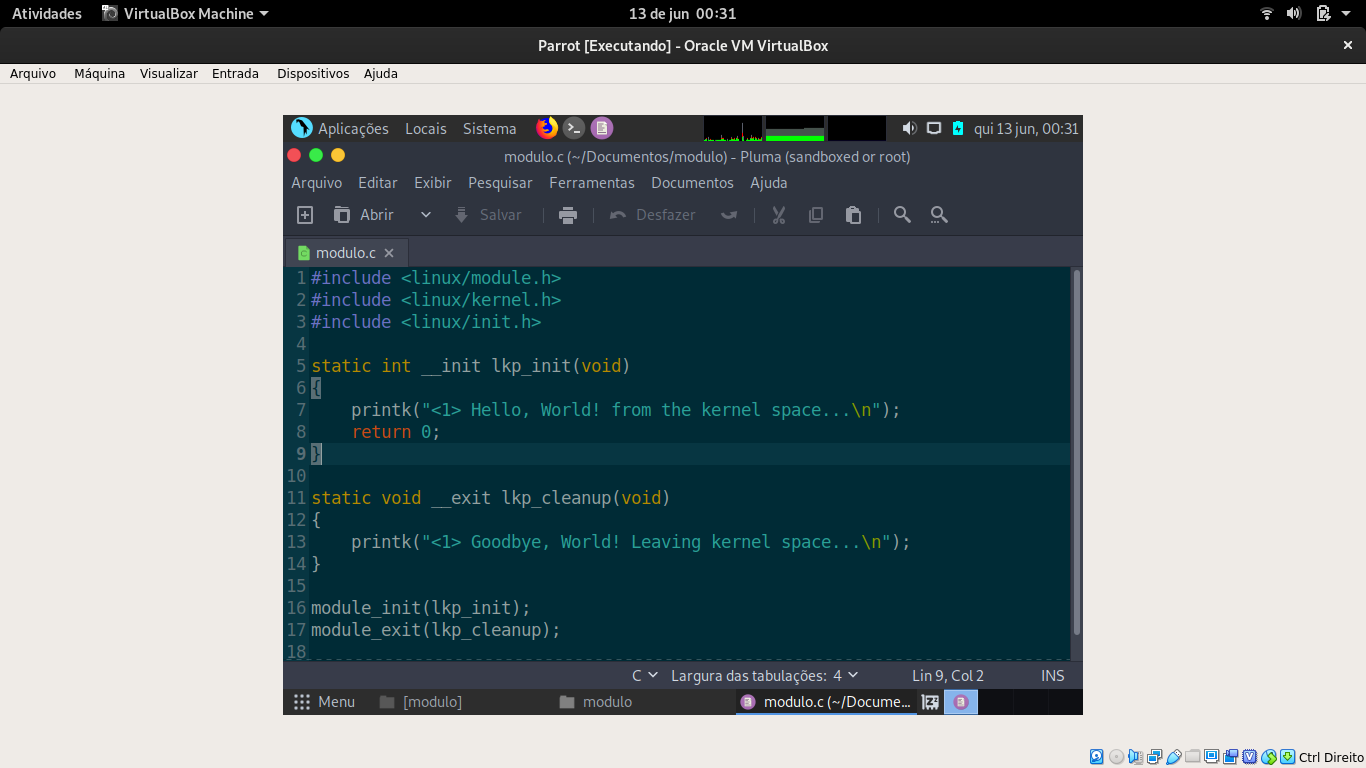 Atividades VirtualBox Machine 13 de jun 00:31
Parrot [Executando] - Oracle VM VirtualBox
Arquivo Máquina Visualizar Entrada Dispositivos Ajuda
Aplicações Locais Sistema qui 13 jun, 00:31
modulo.c (~/Documentos/modulo) - Pluma (sandboxed or root)
Arquivo Editar Exibir Pesquisar Ferramentas Documentos Ajuda
Abrir Salvar Desfazer
modulo.c
1 #include <linux/module.h>
2 #include <linux/kernel.h>
3 #include <linux/init.h>
4
5 static int __init lkp_init(void)
6 {
7     printk("<1> Hello, World! from the kernel space...\n");
8     return 0;
9 }
10
11 static void __exit lkp_cleanup(void)
12 {
13     printk("<1> Goodbye, World! Leaving kernel space...\n");
14 }
15
16 module_init(lkp_init);
17 module_exit(lkp_cleanup);
18
C Largura das tabulações: 4 Lin 9, Col 2 INS
Menu [modulo] modulo modulo.c (~/Docume...
Ctrl Direito